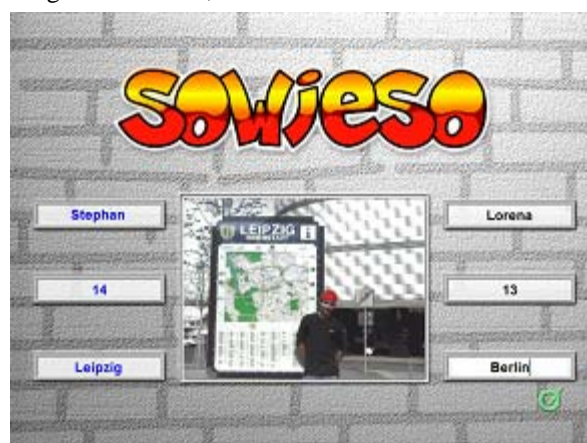 sowieso
Stephan
Lorena
LEIPZIG
i
14
13
Leipzig
Berlin